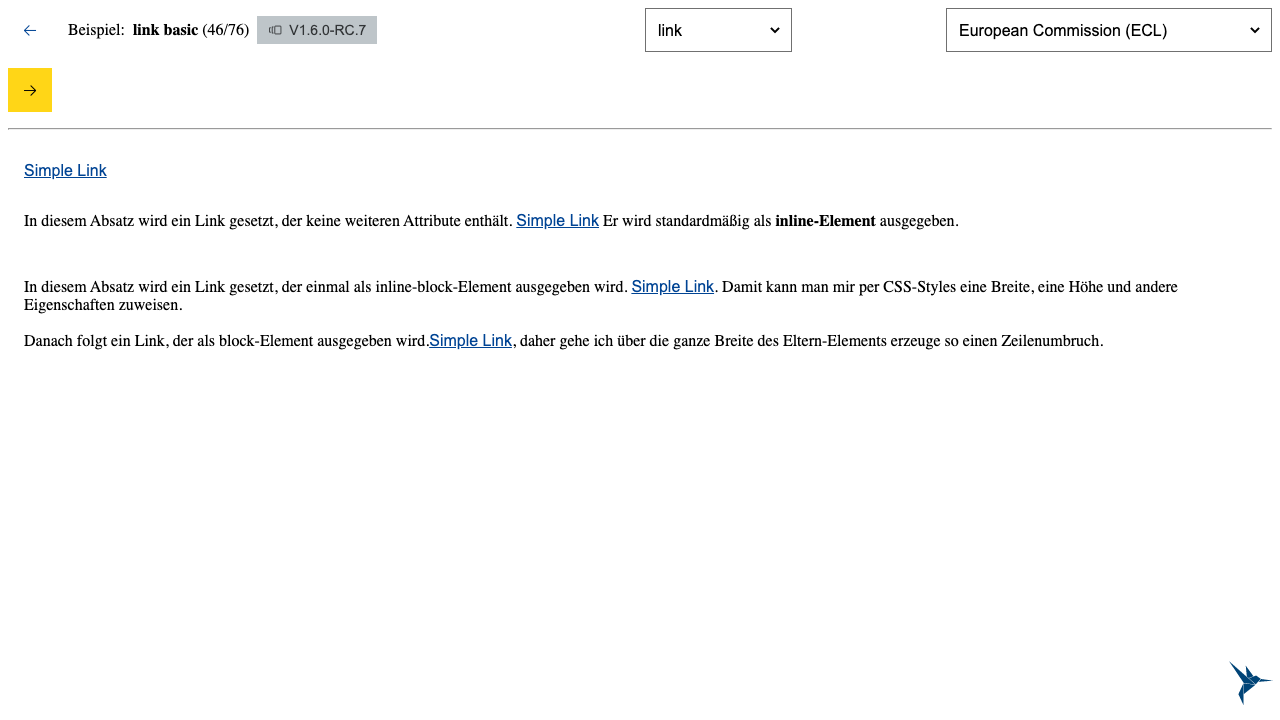 Beispiel: link basic (46/76) V1.6.0-RC.7 link European Commission (ECL)
Simple Link
In diesem Absatz wird ein Link gesetzt, der keine weiteren Attribute enthält. Simple Link Er wird standardmäßig als inline-Element ausgegeben.
In diesem Absatz wird ein Link gesetzt, der einmal als inline-block-Element ausgegeben wird. Simple Link. Damit kann man mir per CSS-Styles eine Breite, eine Höhe und andere
Eigenschaften zuweisen.
Danach folgt ein Link, der als block-Element ausgegeben wird.Simple Link, daher gehe ich über die ganze Breite des Eltern-Elements erzeuge so einen Zeilenumbruch.